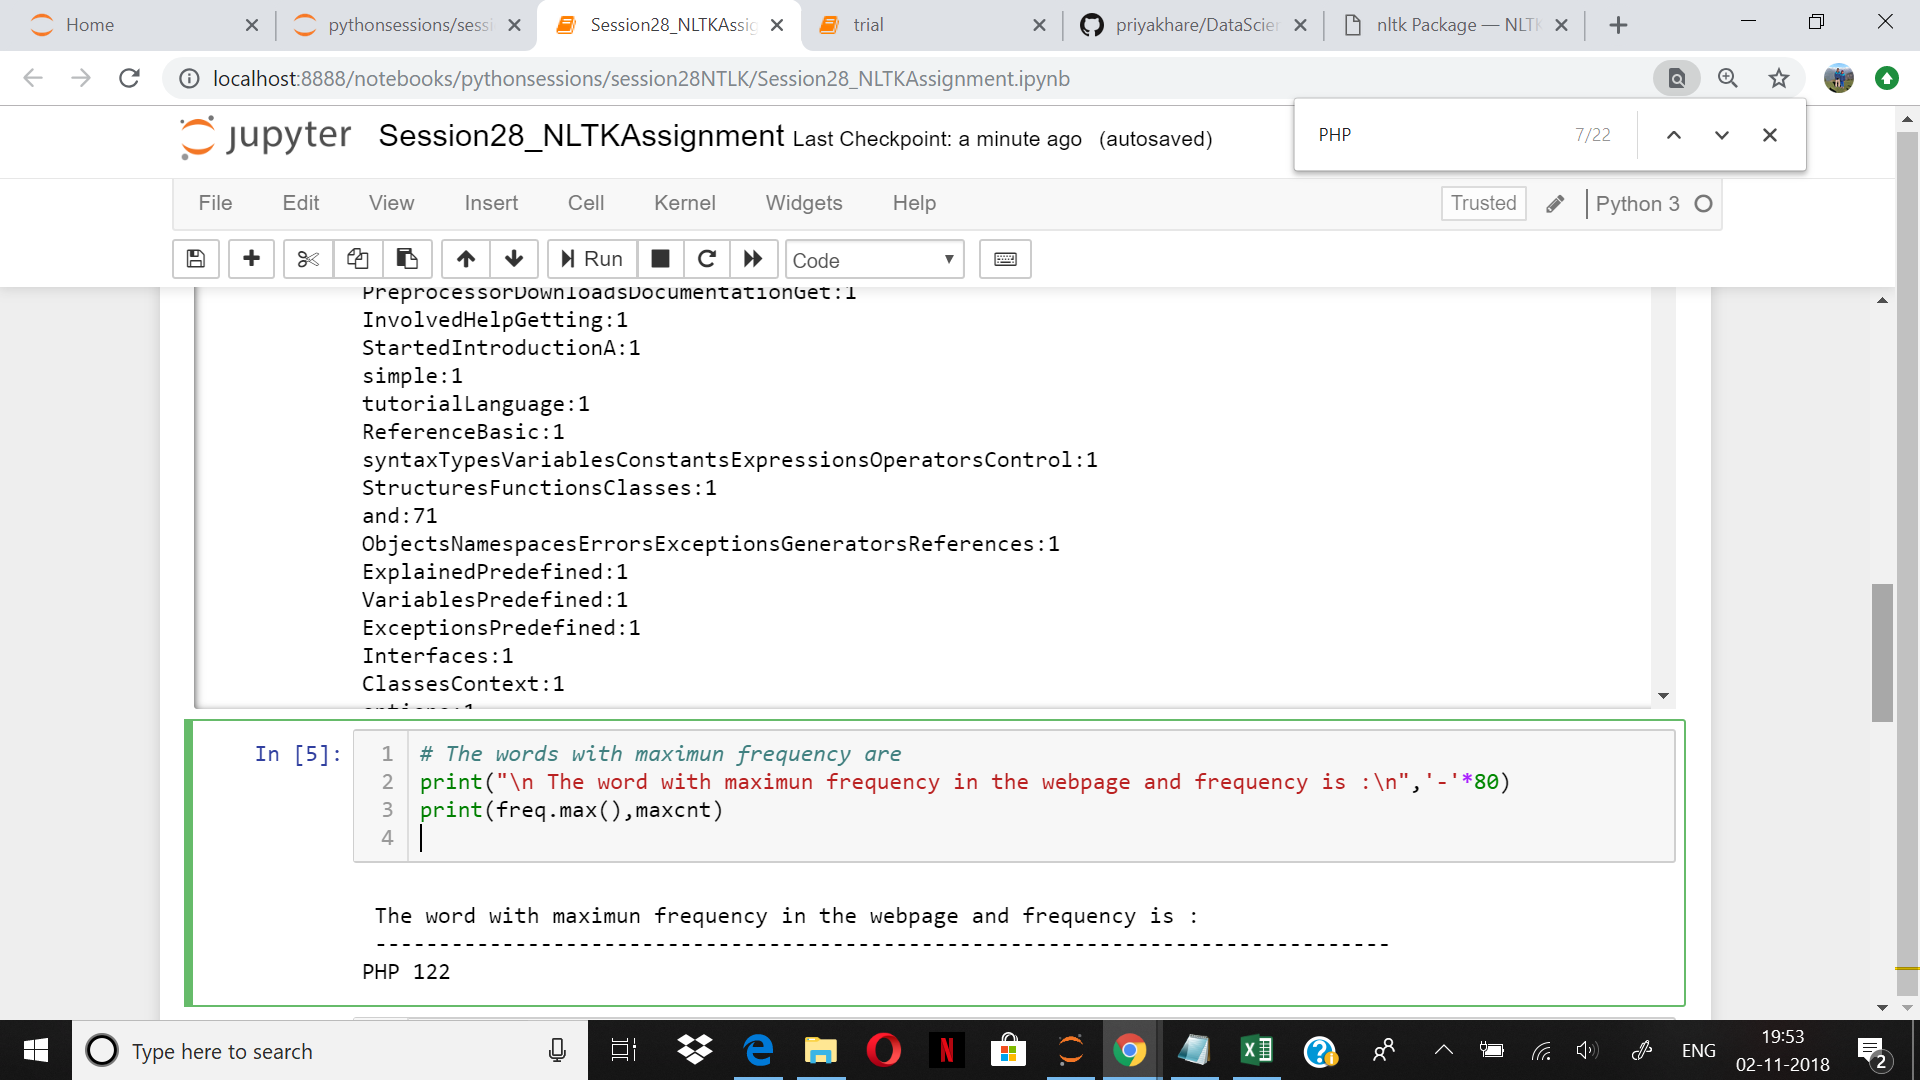 Home
pythonsessions/sessi
Session28_NLTKAssig
trial
priyakhare/DataScien
nltk Package — NLTK
localhost:8888/notebooks/pythonsessions/session28NTLK/Session28_NLTKAssignment.ipynb
jupyter Session28_NLTKAssignment Last Checkpoint: a minute ago (autosaved)
PHP 7/22
File Edit View Insert Cell Kernel Widgets Help Trusted Python 3
Run Code
PreprocessorDownloadsDocumentationGet:1
InvolvedHelpGetting:1
StartedIntroductionA:1
simple:1
tutorialLanguage:1
ReferenceBasic:1
syntaxTypesVariablesConstantsExpressionsOperatorsControl:1
StructuresFunctionsClasses:1
and:71
ObjectsNamespacesErrorsExceptionsGeneratorsReferences:1
ExplainedPredefined:1
VariablesPredefined:1
ExceptionsPredefined:1
Interfaces:1
ClassesContext:1
In [5]:
1 # The words with maximun frequency are
2 print("\n The word with maximun frequency in the webpage and frequency is :\n",'-'*80)
3 print(freq.max(),maxcnt)
4
The word with maximun frequency in the webpage and frequency is :
--------------------------------------------------------------------------------
PHP 122
Type here to search
ENG
19:53
02-11-2018
2